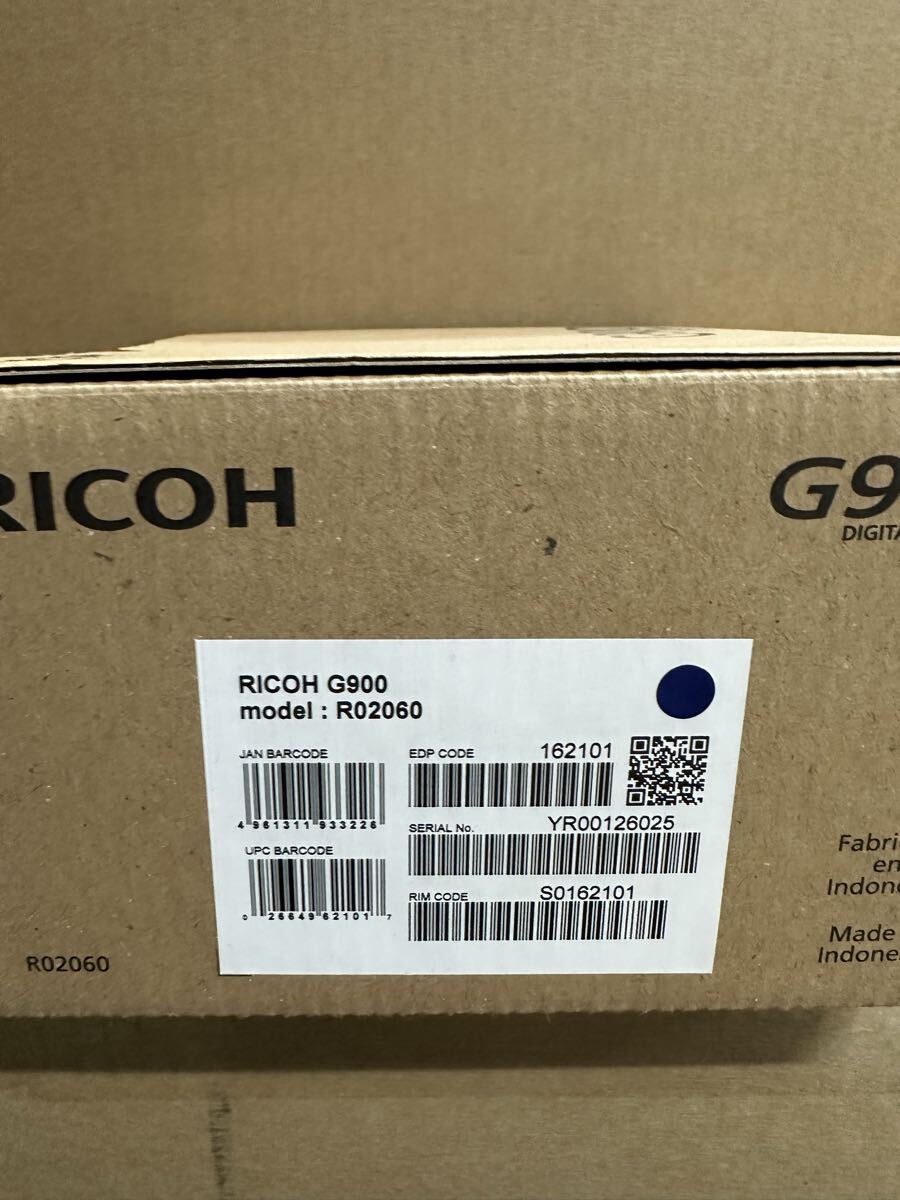 RICOH
G9
DIGITA
RICOH G900
model : R02060
JAN BARCODE
4 961311 933226
UPC BARCODE
0 26649 62101 7
EDP CODE 162101
SERIAL No. YR00126025
RIM CODE S0162101
R02060
Fabri
en
Indon
Made
Indone